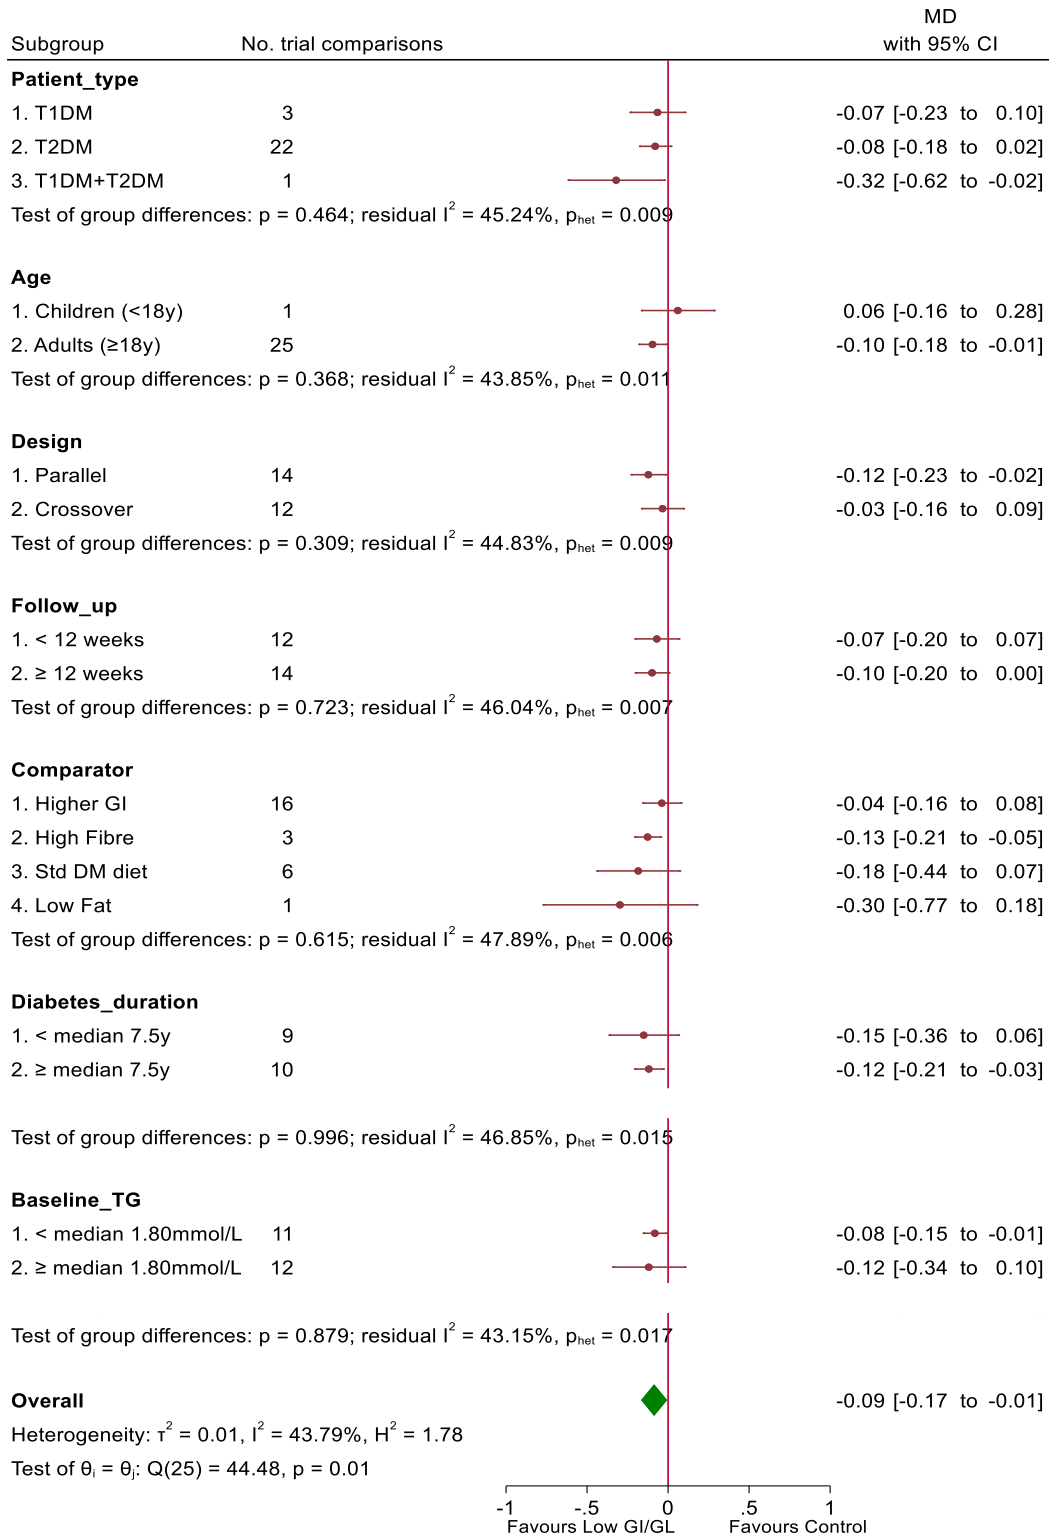 MD
Subgroup No. trial comparisons with 95% CI
Patient_type
1. T1DM 3 -0.07 [-0.23 to 0.10]
2. T2DM 22 -0.08 [-0.18 to 0.02]
3. T1DM+T2DM 1 -0.32 [-0.62 to -0.02]
Test of group differences: p = 0.464; residual I² = 45.24%, pₕₑₜ = 0.009
Age
1. Children (<18y) 1 0.06 [-0.16 to 0.28]
2. Adults (≥18y) 25 -0.10 [-0.18 to -0.01]
Test of group differences: p = 0.368; residual I² = 43.85%, pₕₑₜ = 0.011
Design
1. Parallel 14 -0.12 [-0.23 to -0.02]
2. Crossover 12 -0.03 [-0.16 to 0.09]
Test of group differences: p = 0.309; residual I² = 44.83%, pₕₑₜ = 0.009
Follow_up
1. < 12 weeks 12 -0.07 [-0.20 to 0.07]
2. ≥ 12 weeks 14 -0.10 [-0.20 to 0.00]
Test of group differences: p = 0.723; residual I² = 46.04%, pₕₑₜ = 0.007
Comparator
1. Higher GI 16 -0.04 [-0.16 to 0.08]
2. High Fibre 3 -0.13 [-0.21 to -0.05]
3. Std DM diet 6 -0.18 [-0.44 to 0.07]
4. Low Fat 1 -0.30 [-0.77 to 0.18]
Test of group differences: p = 0.615; residual I² = 47.89%, pₕₑₜ = 0.006
Diabetes_duration
1. < median 7.5y 9 -0.15 [-0.36 to 0.06]
2. ≥ median 7.5y 10 -0.12 [-0.21 to -0.03]
Test of group differences: p = 0.996; residual I² = 46.85%, pₕₑₜ = 0.015
Baseline_TG
1. < median 1.80mmol/L 11 -0.08 [-0.15 to -0.01]
2. ≥ median 1.80mmol/L 12 -0.12 [-0.34 to 0.10]
Test of group differences: p = 0.879; residual I² = 43.15%, pₕₑₜ = 0.017
Overall -0.09 [-0.17 to -0.01]
Heterogeneity: τ² = 0.01, I² = 43.79%, H² = 1.78
Test of θᵢ = θⱼ: Q(25) = 44.48, p = 0.01
-1 -.5 0 .5 1
Favours Low GI/GL Favours Control